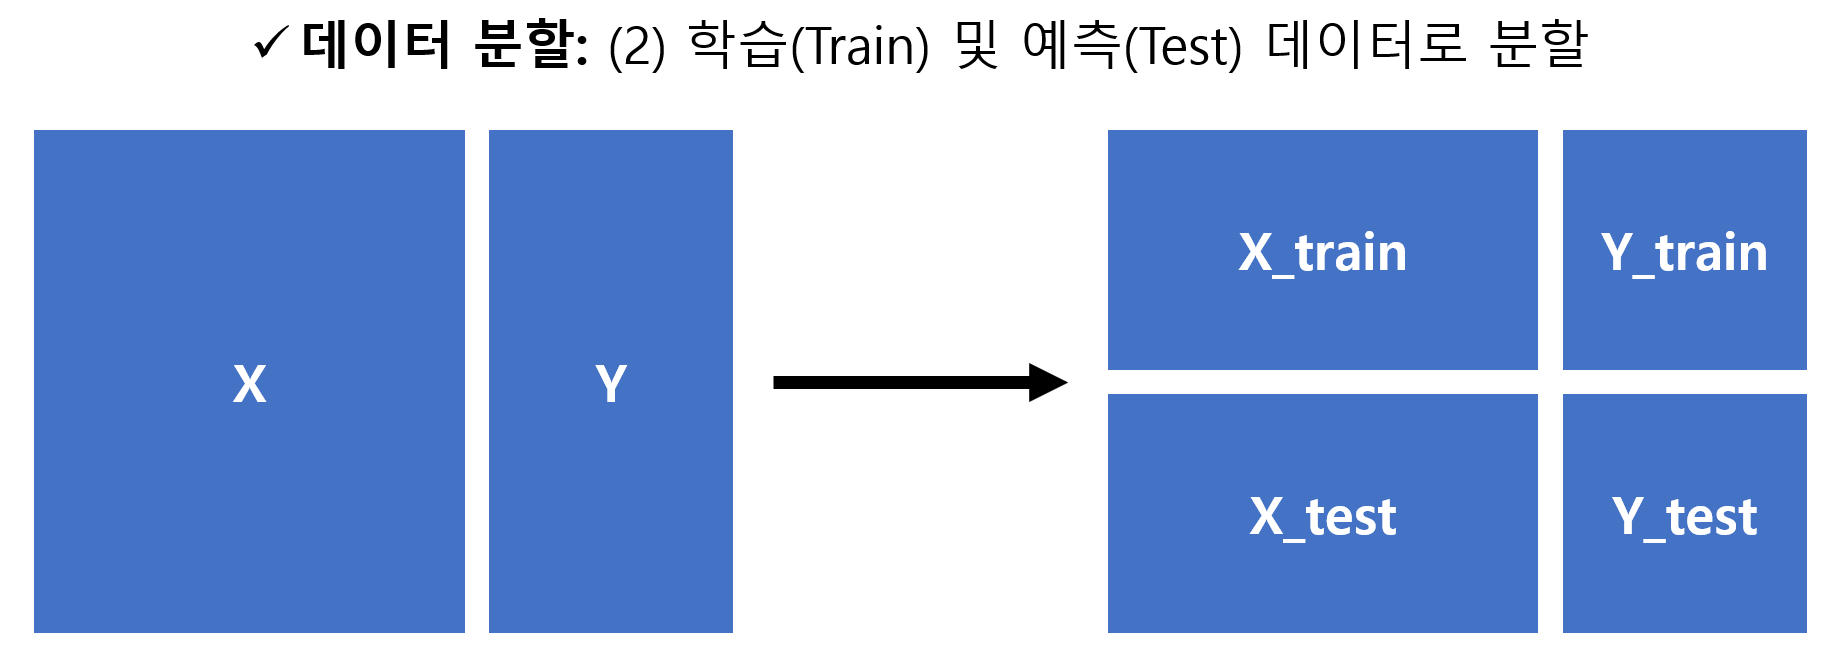 ✓ 데이터 분할: (2) 학습(Train) 및 예측(Test) 데이터로 분할
X
Y
X_train
Y_train
X_test
Y_test